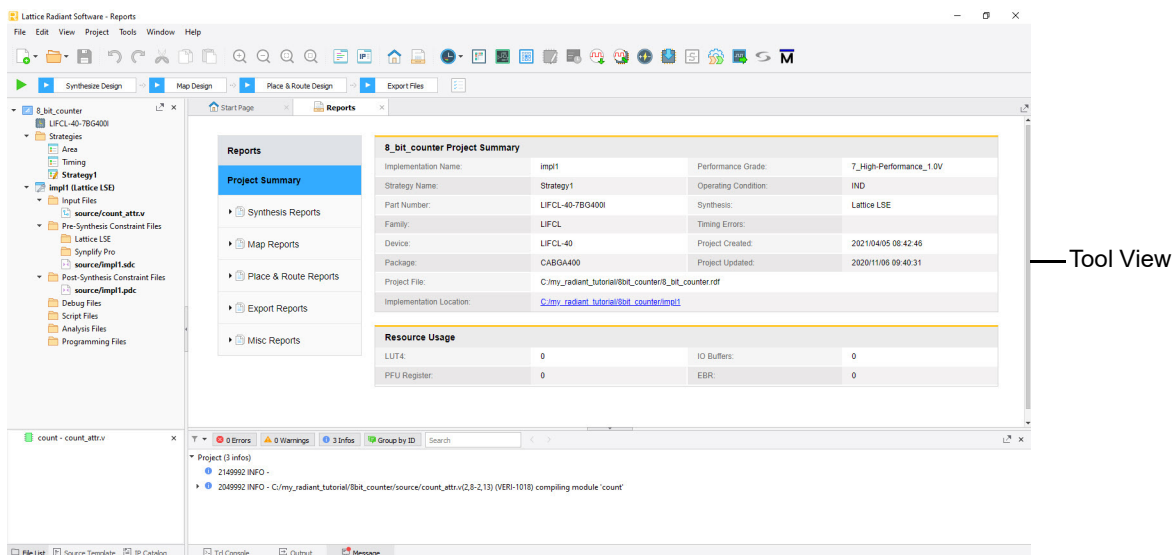 Lattice Radiant Software - Reports
File Edit View Project Tools Window Help
Synthesize Design
Map Design
Place & Route Design
Export Files
8_bit_counter
LIFCL-40-7BG400I
Strategies
Area
Timing
Strategy1
impl1 (Lattice LSE)
Input Files
source/count_attr.v
Pre-Synthesis Constraint Files
Lattice LSE
Synplify Pro
source/impl1.sdc
Post-Synthesis Constraint Files
source/impl1.pdc
Debug Files
Script Files
Analysis Files
Programming Files
Start Page
Reports
Reports
Project Summary
Synthesis Reports
Map Reports
Place & Route Reports
Export Reports
Misc Reports
8_bit_counter Project Summary
Implementation Name: impl1 Performance Grade: 7_High-Performance_1.0V
Strategy Name: Strategy1 Operating Condition: IND
Part Number: LIFCL-40-7BG400I Synthesis: Lattice LSE
Family: LIFCL Timing Errors:
Device: LIFCL-40 Project Created: 2021/04/05 08:42:46
Package: CABGA400 Project Updated: 2020/11/06 09:40:31
Project File: C:/my_radiant_tutorial/8bit_counter/8_bit_counter.rdf
Implementation Location: C:/my_radiant_tutorial/8bit_counter/impl1
Resource Usage
LUT4: 0 IO Buffers: 0
PFU Register: 0 EBR: 0
Tool View
count - count_attr.v
0 Errors 0 Warnings 3 Infos Group by ID Search
Project (3 infos)
2149992 INFO -
2049992 INFO - C:/my_radiant_tutorial/8bit_counter/source/count_attr.v(2,8-2,13) (VERI-1018) compiling module 'count'
File List Source Template IP Catalog
Tcl Console Output Message